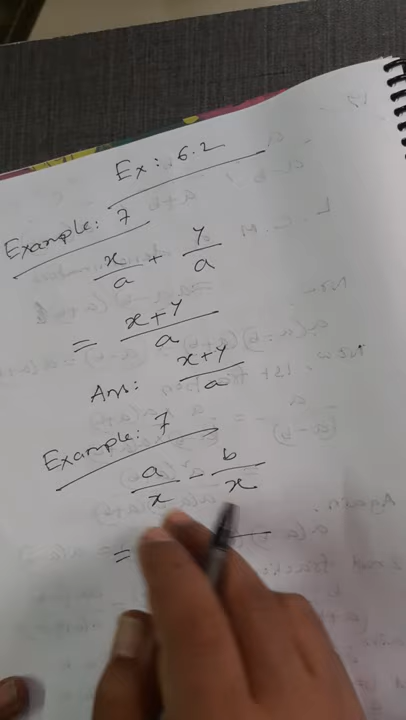 Ex: 6.2
Example: 7
x/a + y/a
= x+y/a
Ans: x+y/a
Example: 7
a/x - b/x
=